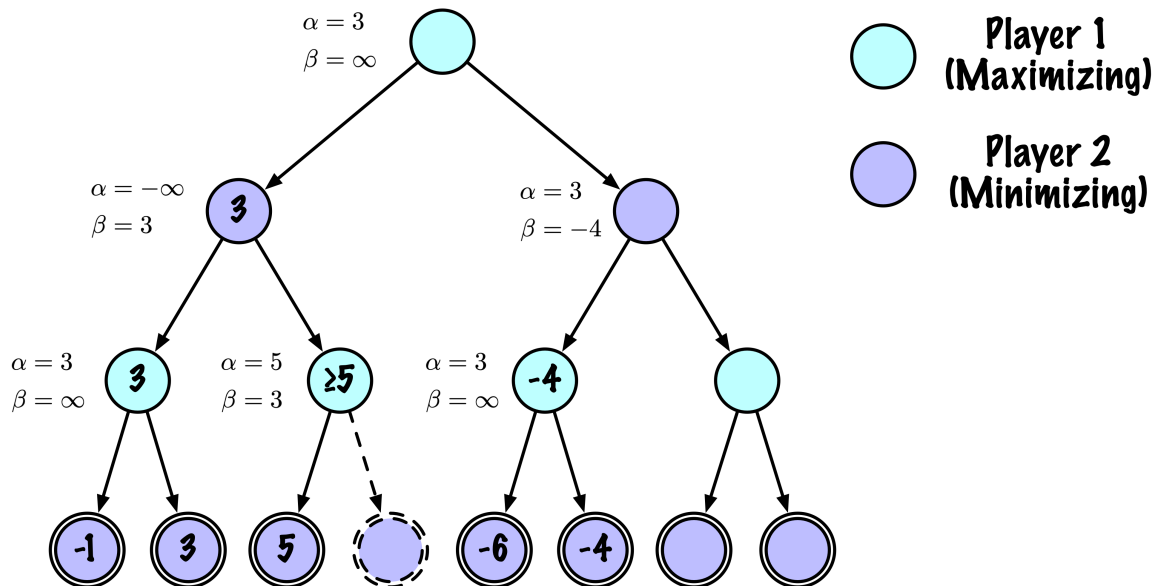 α = 3
β = ∞
Player 1
(Maximizing)
Player 2
(Minimizing)
α = −∞
β = 3
3
α = 3
β = −4
α = 3
β = ∞
3
α = 5
β = 3
≥5
α = 3
β = ∞
-4
-1
3
5
-6
-4